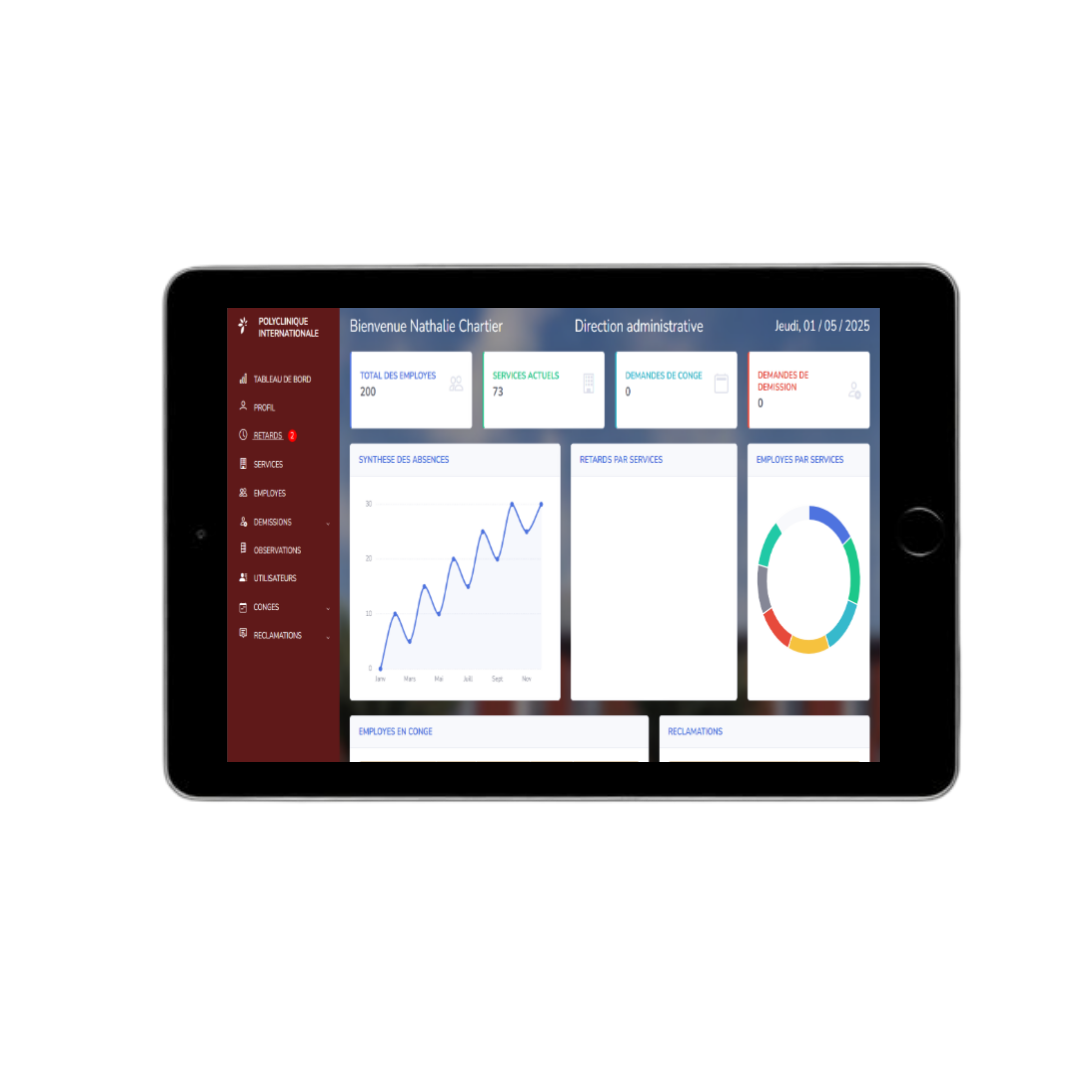 POLYCLINIQUE
INTERNATIONALE
TABLEAU DE BORD
PROFIL
RETARDS 2
SERVICES
EMPLOYES
DEMISSIONS
OBSERVATIONS
UTILISATEURS
CONGES
RECLAMATIONS
Bienvenue Nathalie Chartier
Direction administrative
Jeudi, 01 / 05 / 2025
TOTAL DES EMPLOYES
200
SERVICES ACTUELS
73
DEMANDES DE CONGE
0
DEMANDES DE
DEMISSION
0
SYNTHESE DES ABSENCES
30
20
10
0
Janv Mars Mai Juill Sept Nov
RETARDS PAR SERVICES
EMPLOYES PAR SERVICES
EMPLOYES EN CONGE
RECLAMATIONS